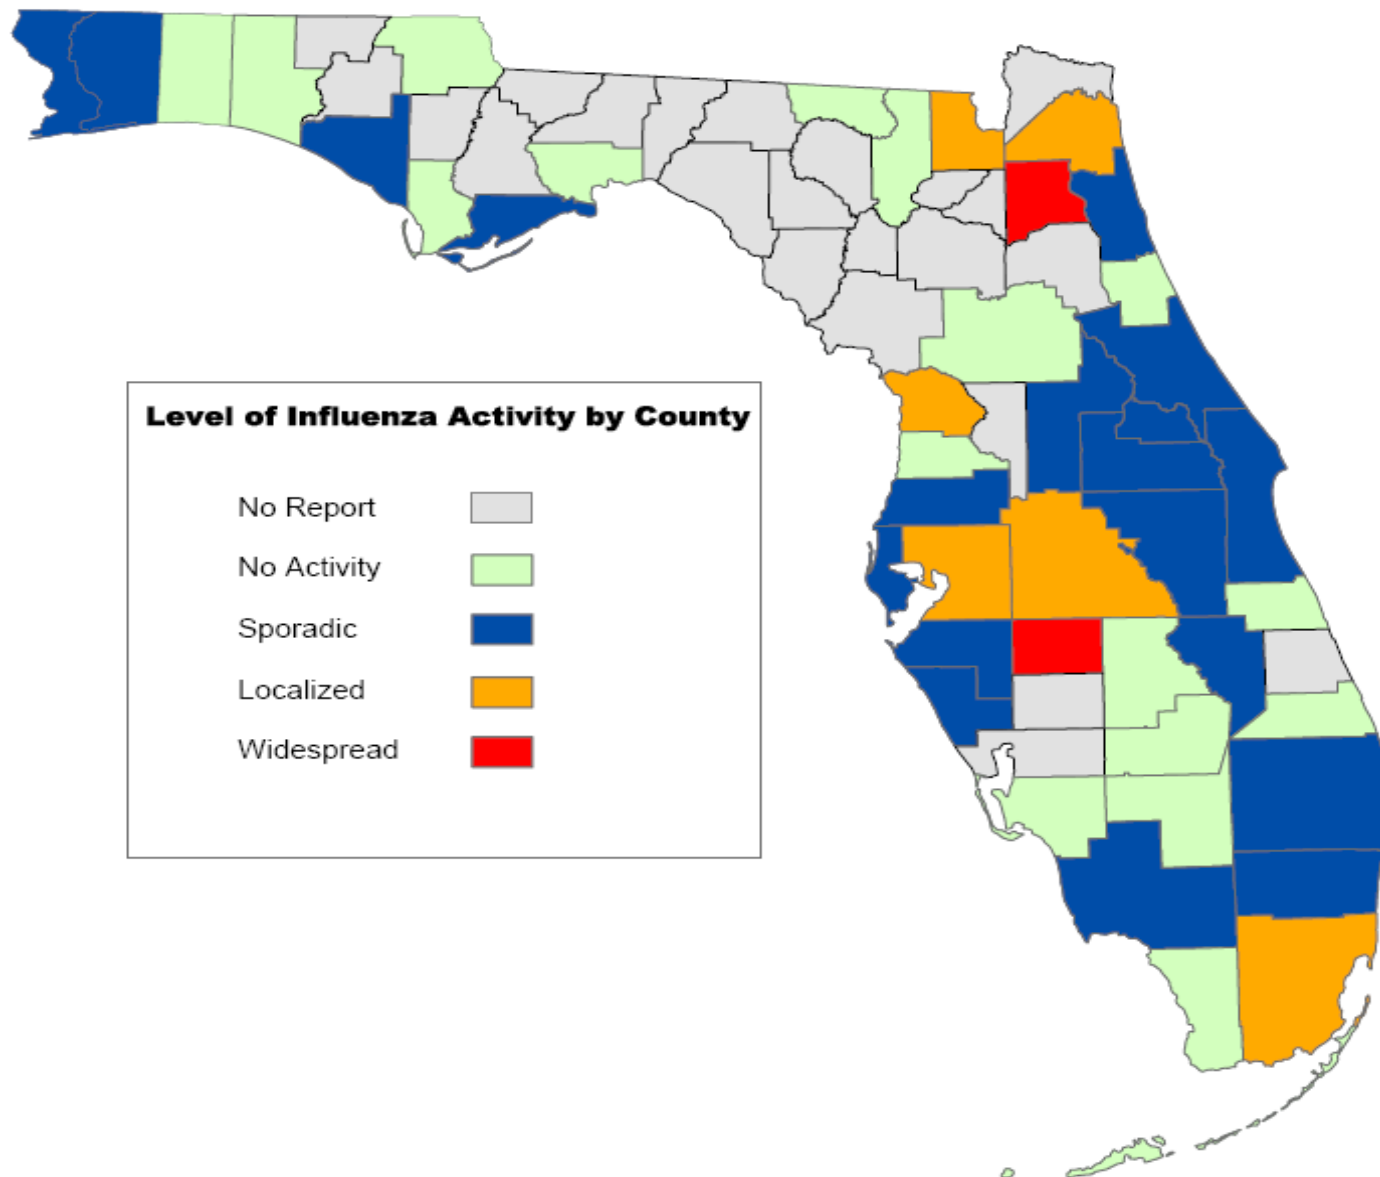 Level of Influenza Activity by County
No Report
No Activity
Sporadic
Localized
Widespread